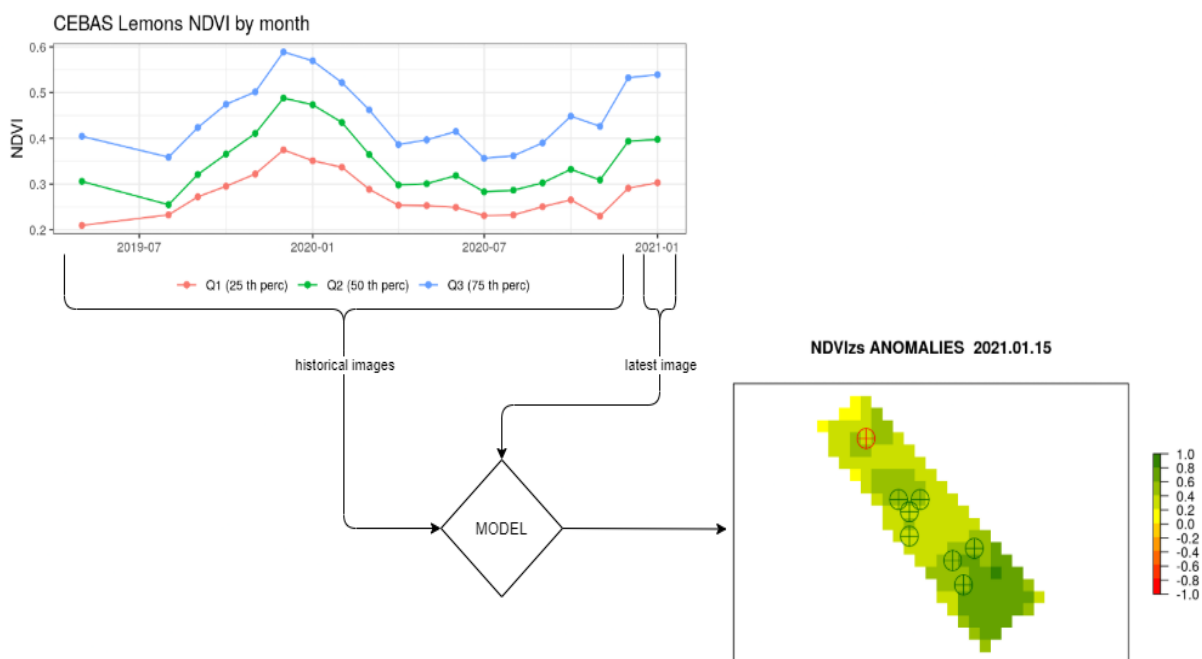 CEBAS Lemons NDVI by month
0.6
0.5
0.4
0.3
0.2
NDVI
2019-07
2020-01
2020-07
2021-01
Q1 (25 th perc)
Q2 (50 th perc)
Q3 (75 th perc)
historical images
latest image
MODEL
NDVIzs ANOMALIES 2021.01.15
1.0
0.8
0.6
0.4
0.2
0.0
-0.2
-0.4
-0.6
-0.8
-1.0